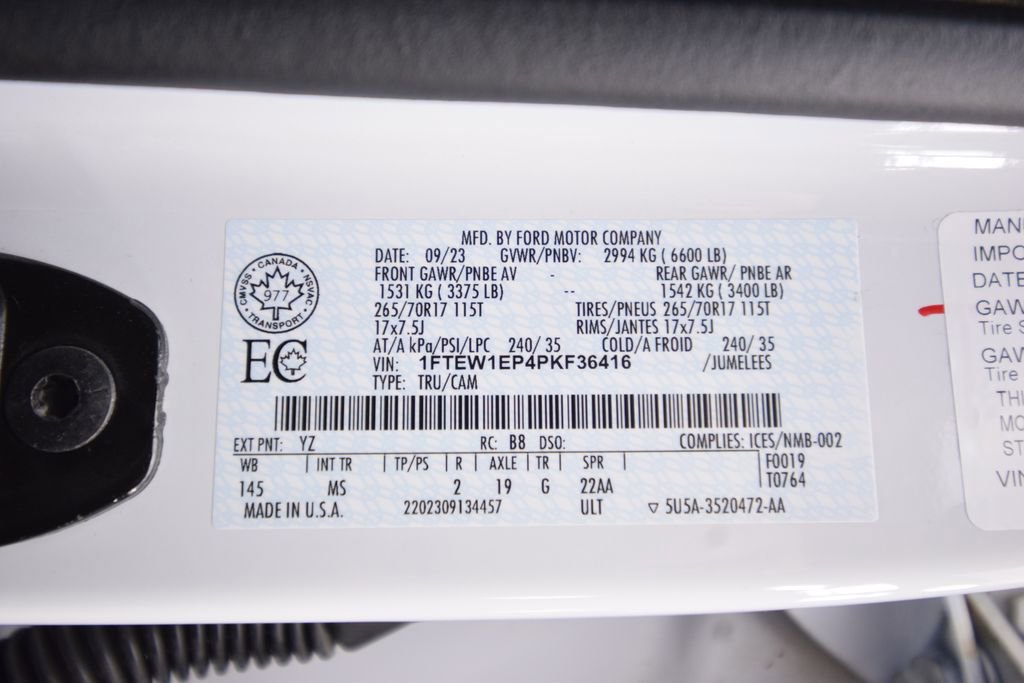 MFD. BY FORD MOTOR COMPANY
DATE: 09/23 GVWR/PNBV: 2994 KG ( 6600 LB)
FRONT GAWR/PNBE AV - REAR GAWR/ PNBE AR
1531 KG ( 3375 LB) -- 1542 KG ( 3400 LB)
265/70R17 115T TIRES/PNEUS 265/70R17 115T
17x7.5J RIMS/JANTES 17x7.5J
AT/A kPa/PSI/LPC 240/ 35 COLD/A FROID 240/ 35
VIN: 1FTEW1EP4PKF36416 /JUMELEES
TYPE: TRU/CAM
CANADA
CMVSS • NSVAC
977
TRANSPORT
EC
EXT PNT: YZ RC: B8 DSO: COMPLIES: ICES/NMB-002
WB | INT TR | TP/PS | R | AXLE | TR | SPR | F0019
145 MS 2 19 G 22AA T0764
MADE IN U.S.A. 2202309134457 ULT ▽ 5U5A-3520472-AA
MANU
IMPO
DATE
GAW
Tire S
GAW
Tire
THI
MO
ST
VIN